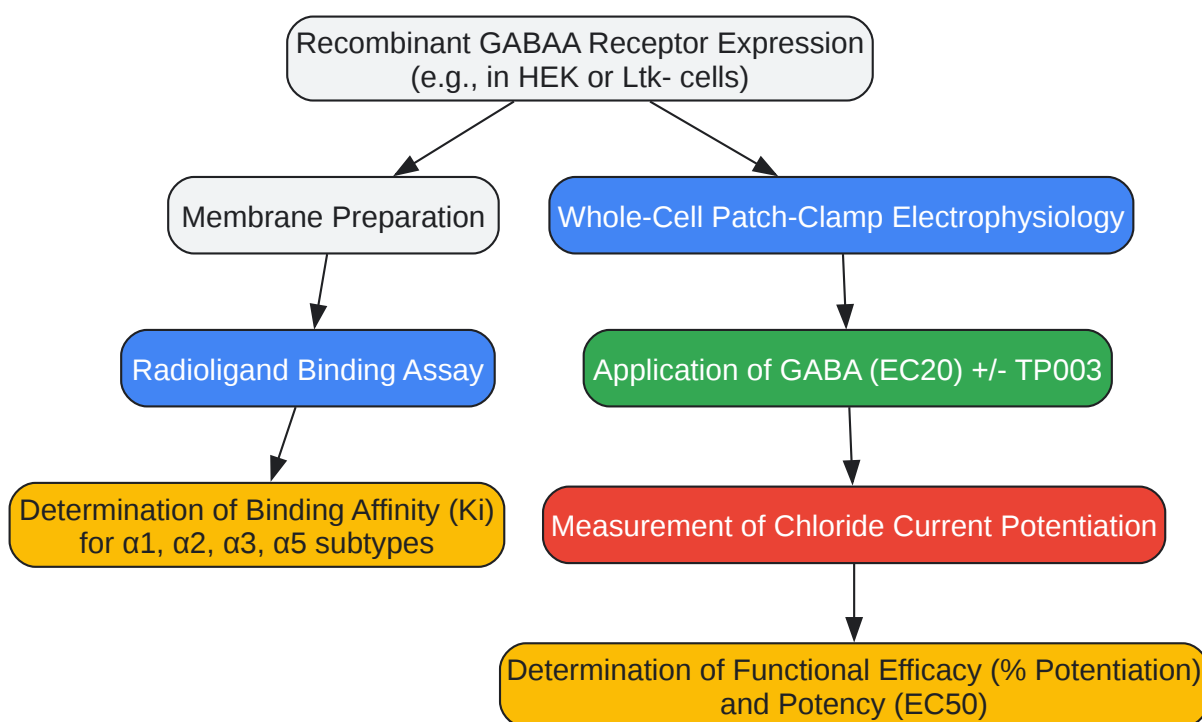 Recombinant GABAA Receptor Expression
(e.g., in HEK or Ltk- cells)
Membrane Preparation
Whole-Cell Patch-Clamp Electrophysiology
Radioligand Binding Assay
Application of GABA (EC20) +/- TP003
Determination of Binding Affinity (Ki)
for α1, α2, α3, α5 subtypes
Measurement of Chloride Current Potentiation
Determination of Functional Efficacy (% Potentiation)
and Potency (EC50)